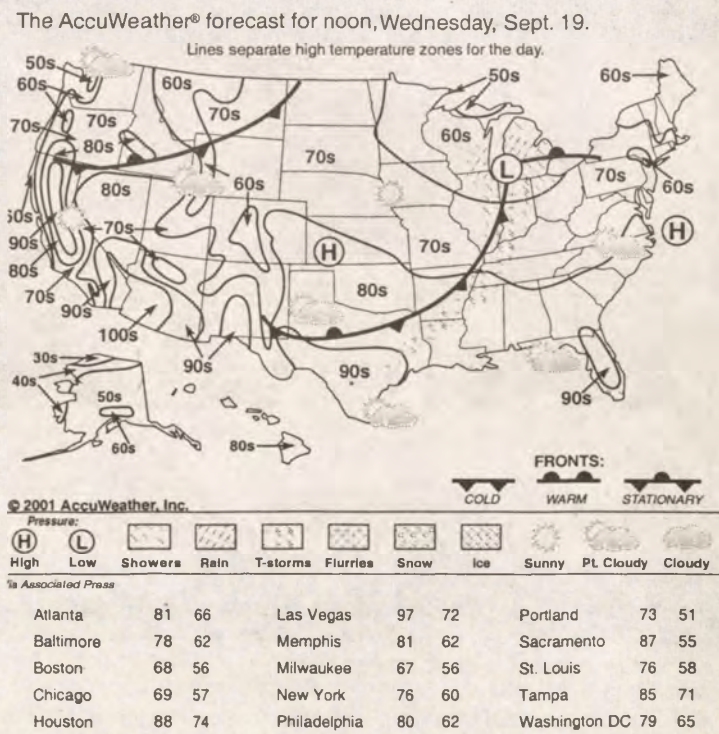 The AccuWeather® forecast for noon, Wednesday, Sept. 19.
Lines separate high temperature zones for the day.
50s
60s
70s
60s
70s
80s
60s
70s
70s
60s
50s
60s
60s
70s
L
80s
60s
70s
H
70s
80s
H
60s
90s
80s
70s
90s
100s
90s
90s
90s
30s
40s
50s
60s
80s
FRONTS:
COLD WARM STATIONARY
© 2001 AccuWeather, Inc.
Pressure:
H L
High Low Showers Rain T-storms Flurries Snow Ice Sunny Pt. Cloudy Cloudy
Via Associated Press
Atlanta 81 66 Las Vegas 97 72 Portland 73 51
Baltimore 78 62 Memphis 81 62 Sacramento 87 55
Boston 68 56 Milwaukee 67 56 St. Louis 76 58
Chicago 69 57 New York 76 60 Tampa 85 71
Houston 88 74 Philadelphia 80 62 Washington DC 79 65